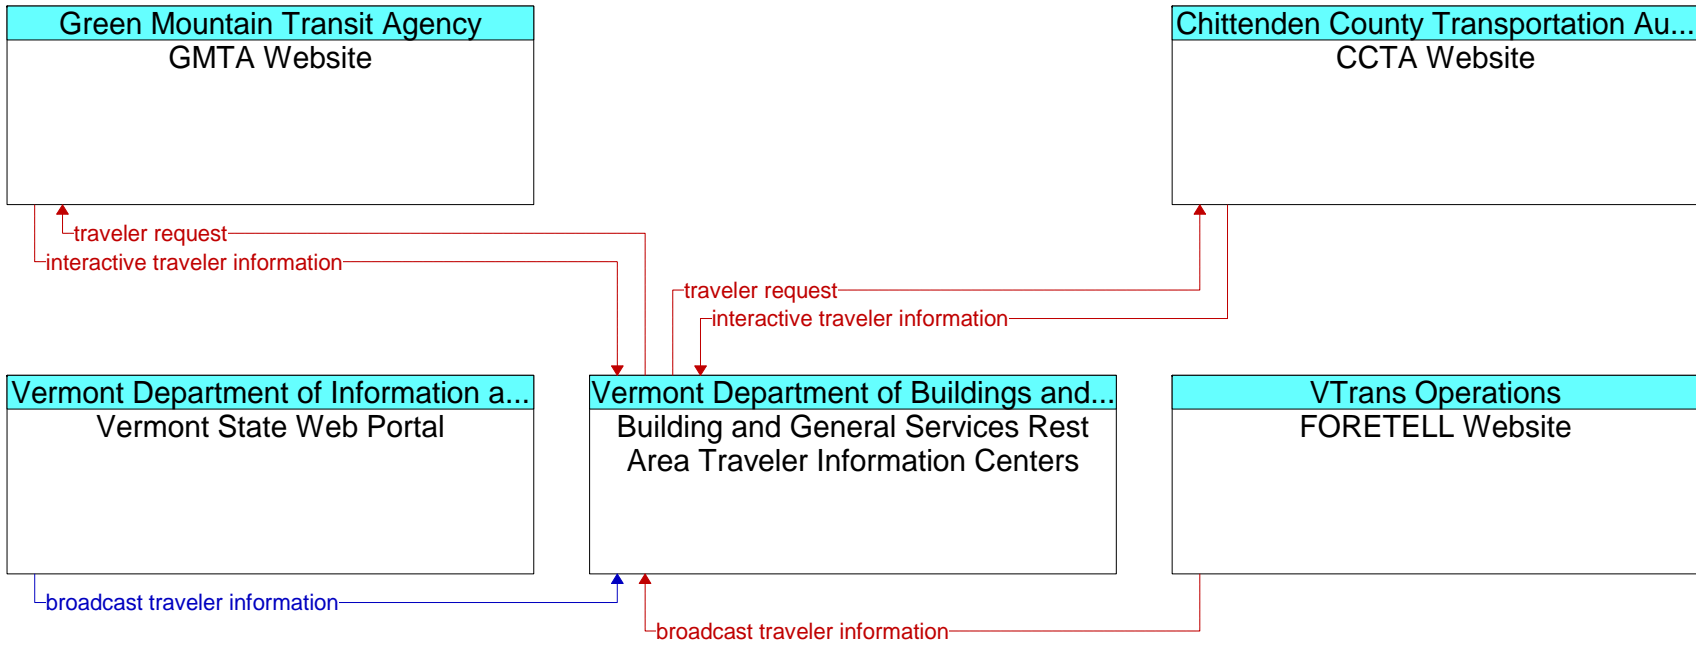 Green Mountain Transit Agency
GMTA Website
Chittenden County Transportation Au...
CCTA Website
traveler request
interactive traveler information
traveler request
interactive traveler information
Vermont Department of Information a...
Vermont State Web Portal
Vermont Department of Buildings and...
Building and General Services Rest
Area Traveler Information Centers
VTrans Operations
FORETELL Website
broadcast traveler information
broadcast traveler information